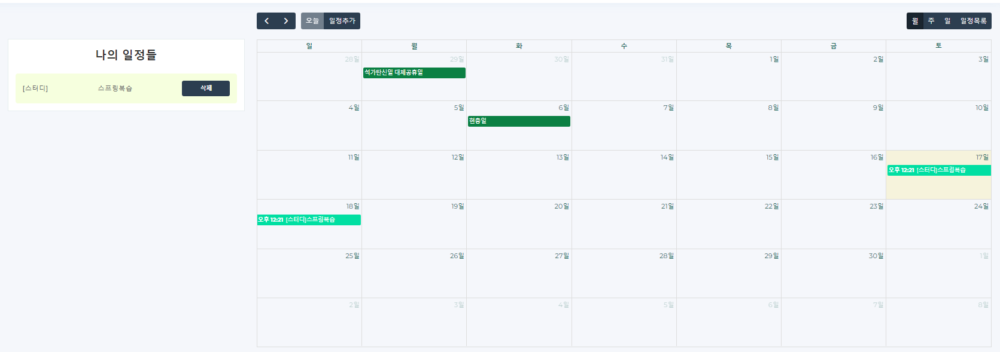 오늘 일정추가
월 주 일 일정목록
나의 일정들
[스터디] 스프링복습 삭제
일 월 화 수 목 금 토
28일 29일 30일 31일 1일 2일 3일
석가탄신일 대체공휴일
4일 5일 6일 7일 8일 9일 10일
현충일
11일 12일 13일 14일 15일 16일 17일
오후 12:21 [스터디]스프링복습
18일 19일 20일 21일 22일 23일 24일
오후 12:21 [스터디]스프링복습
25일 26일 27일 28일 29일 30일 1일
2일 3일 4일 5일 6일 7일 8일